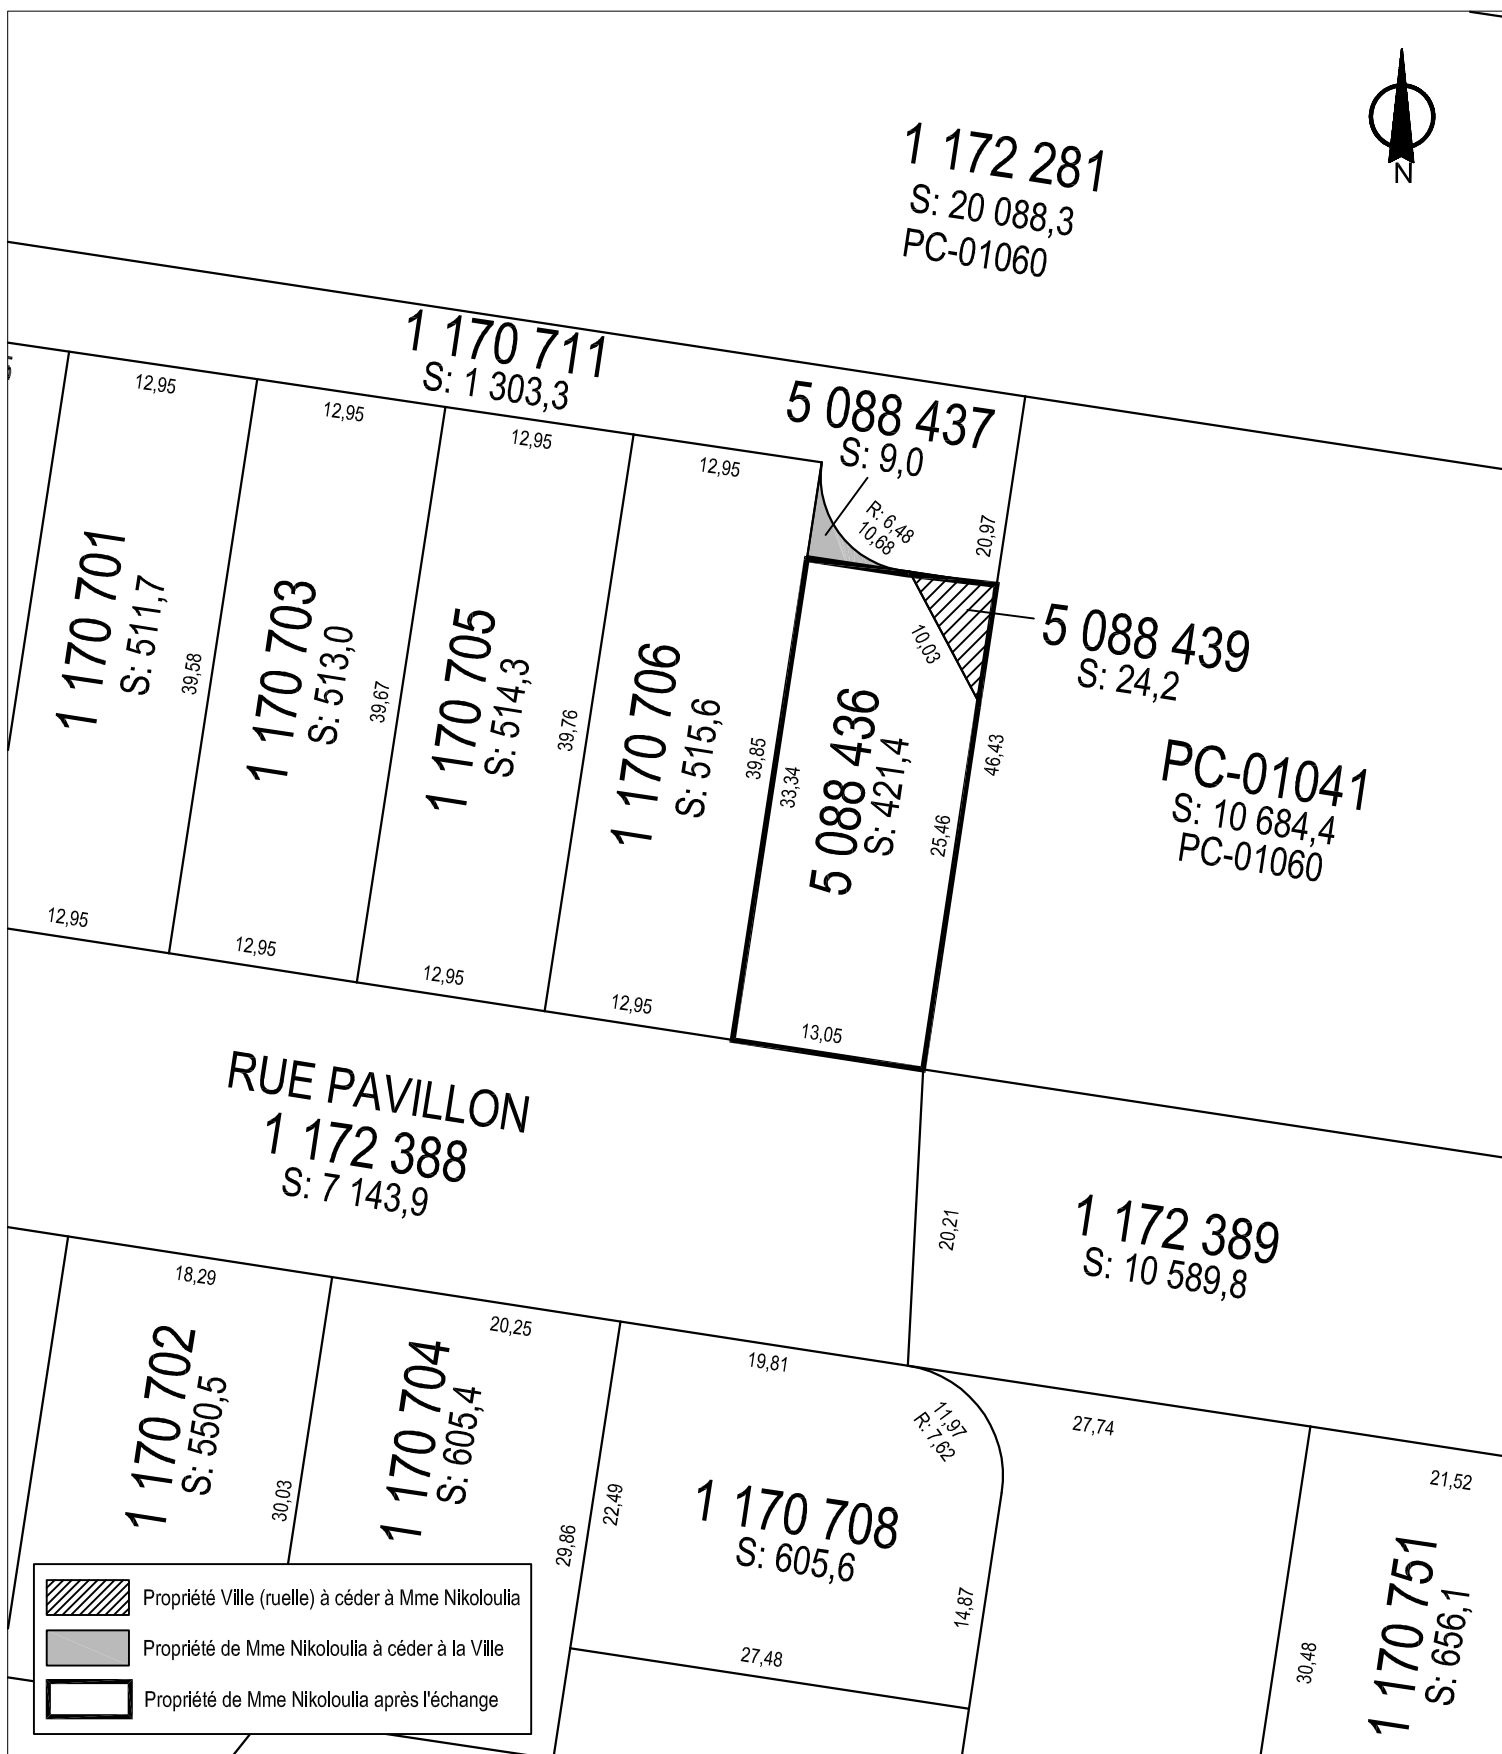 N
1 172 281
S: 20 088,3
PC-01060
1 170 711
S: 1 303,3
5 088 437
S: 9,0
12,95
12,95
12,95
12,95
R: 6,48
10,68
20,97
1 170 701
S: 511,7
39,58
1 170 703
S: 513,0
39,67
1 170 705
S: 514,3
39,76
1 170 706
S: 515,6
39,85
33,34
5 088 436
S: 421,4
10,03
25,46
46,43
5 088 439
S: 24,2
PC-01041
S: 10 684,4
PC-01060
12,95
12,95
12,95
12,95
13,05
RUE PAVILLON
1 172 388
S: 7 143,9
20,21
1 172 389
S: 10 589,8
18,29
20,25
19,81
11,97
R: 7,62
27,74
21,52
1 170 702
S: 550,5
30,03
1 170 704
S: 605,4
29,86
22,49
1 170 708
S: 605,6
14,87
27,48
30,48
1 170 751
S: 656,1
Propriété Ville (ruelle) à céder à Mme Nikoloulia
Propriété de Mme Nikoloulia à céder à la Ville
Propriété de Mme Nikoloulia après l'échange